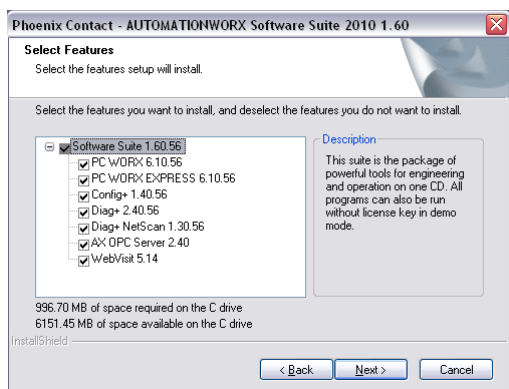 Phoenix Contact - AUTOMATIONWORX Software Suite 2010 1.60
Select Features
Select the features setup will install.
Select the features you want to install, and deselect the features you do not want to install.
Software Suite 1.60.56
PC WORX 6.10.56
PC WORX EXPRESS 6.10.56
Config+ 1.40.56
Diag+ 2.40.56
Diag+ NetScan 1.30.56
AX OPC Server 2.40
WebVisit 5.14
Description
This suite is the package of
powerful tools for engineering
and operation on one CD. All
programs can also be run
without license key in demo
mode.
996.70 MB of space required on the C drive
6151.45 MB of space available on the C drive
InstallShield
< Back
Next >
Cancel